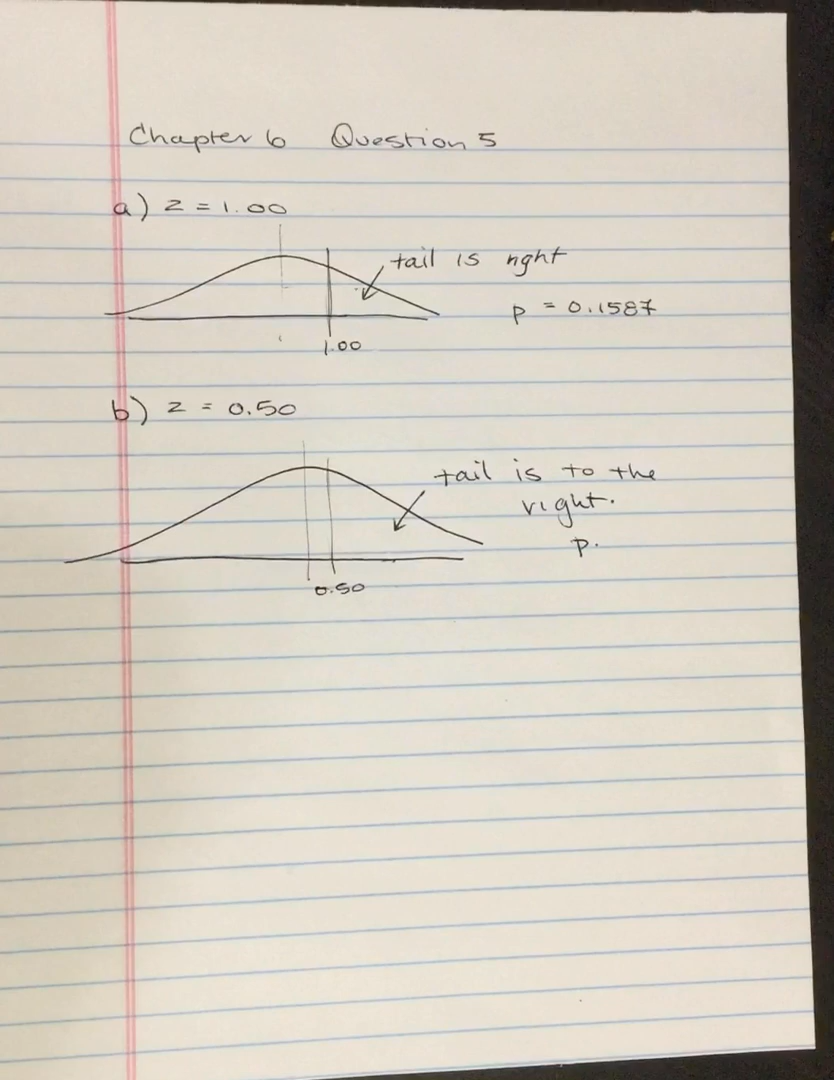 Chapter 6 Question 5
a) z = 1.00
tail is right
p = 0.1587
1.00
b) z = 0.50
tail is to the
right.
p.
0.50